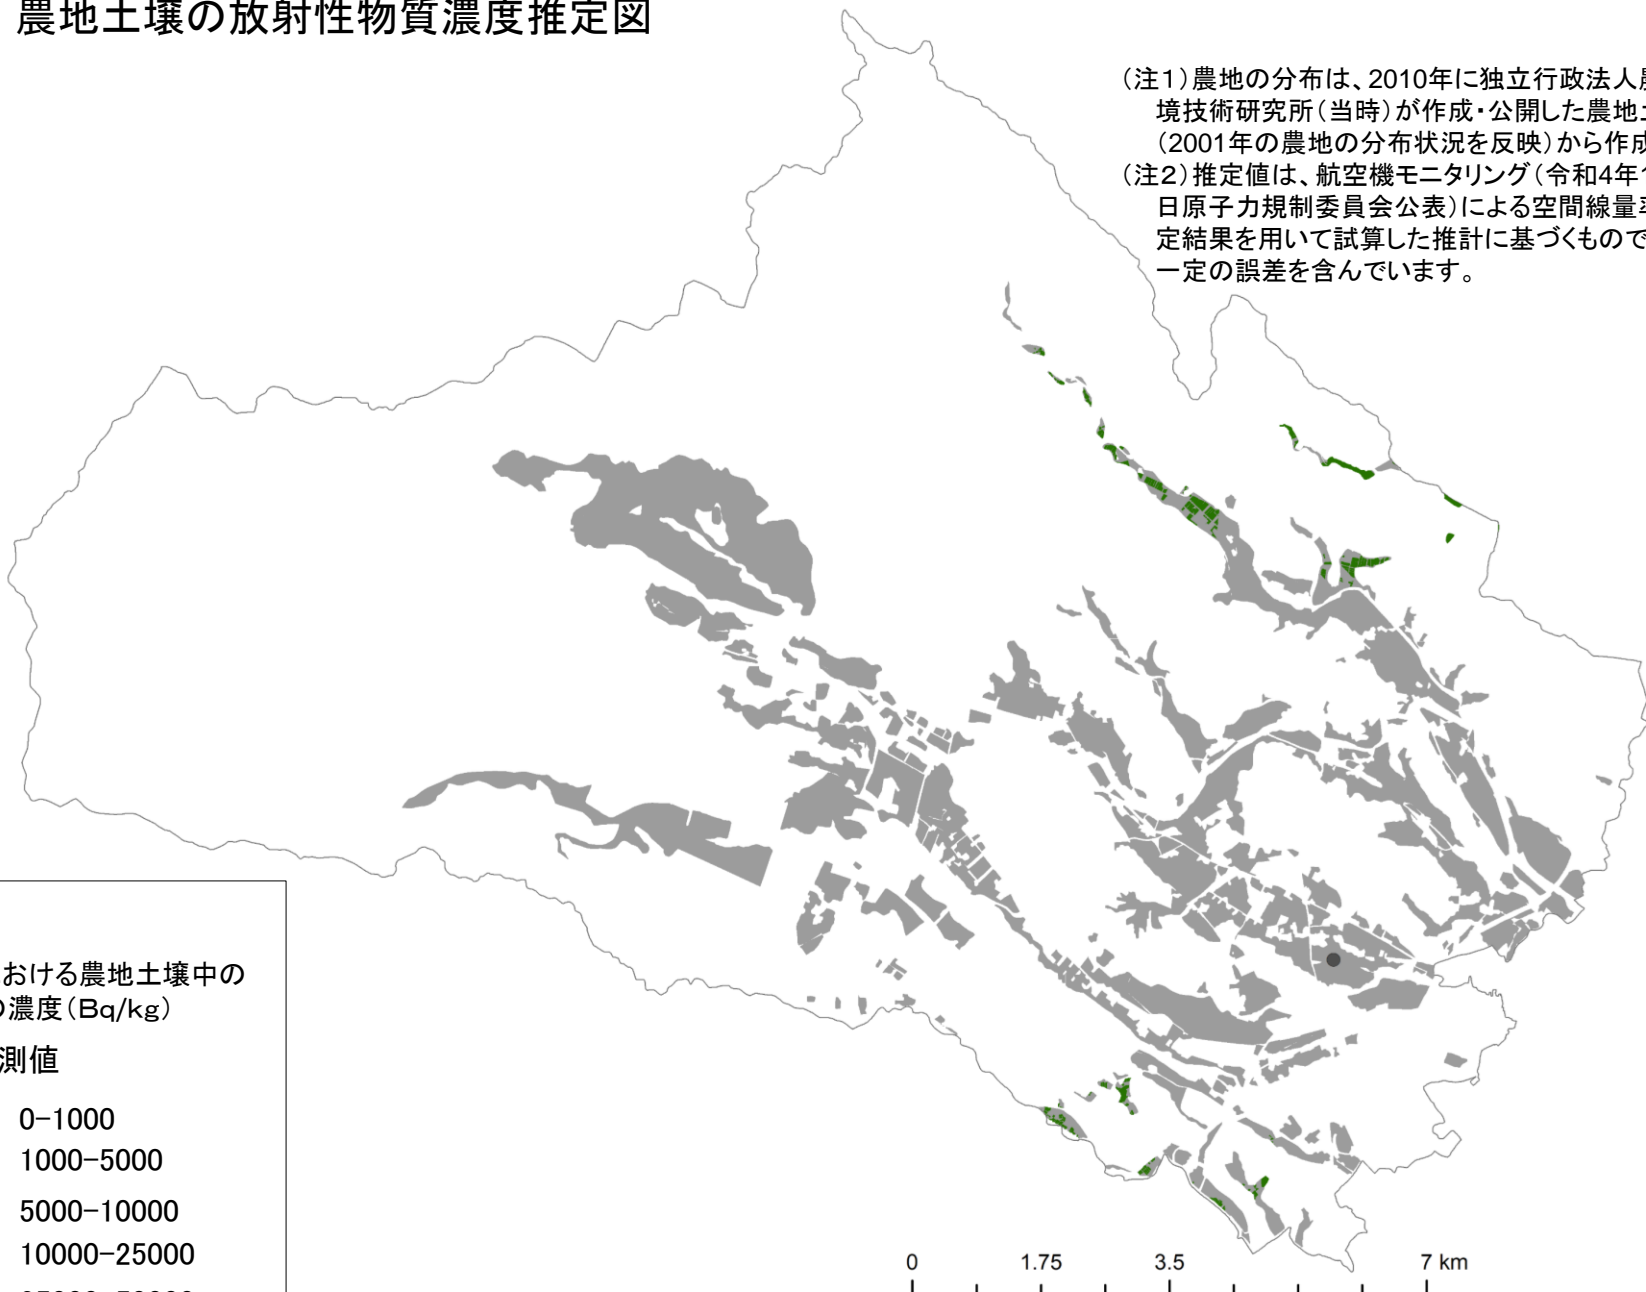 農地土壌の放射性物質濃度推定図
（注1）農地の分布は、2010年に独立行政法人
境技術研究所（当時）が作成・公開した農地
（2001年の農地の分布状況を反映）から作成
（注2）推定値は、航空機モニタリング（令和4年
日原子力規制委員会公表）による空間線量率
定結果を用いて試算した推計に基づくもので
一定の誤差を含んでいます。
おける農地土壌中の
の濃度（Bq/kg）
測値
0-1000
1000-5000
5000-10000
10000-25000
0 1.75 3.5 7 km